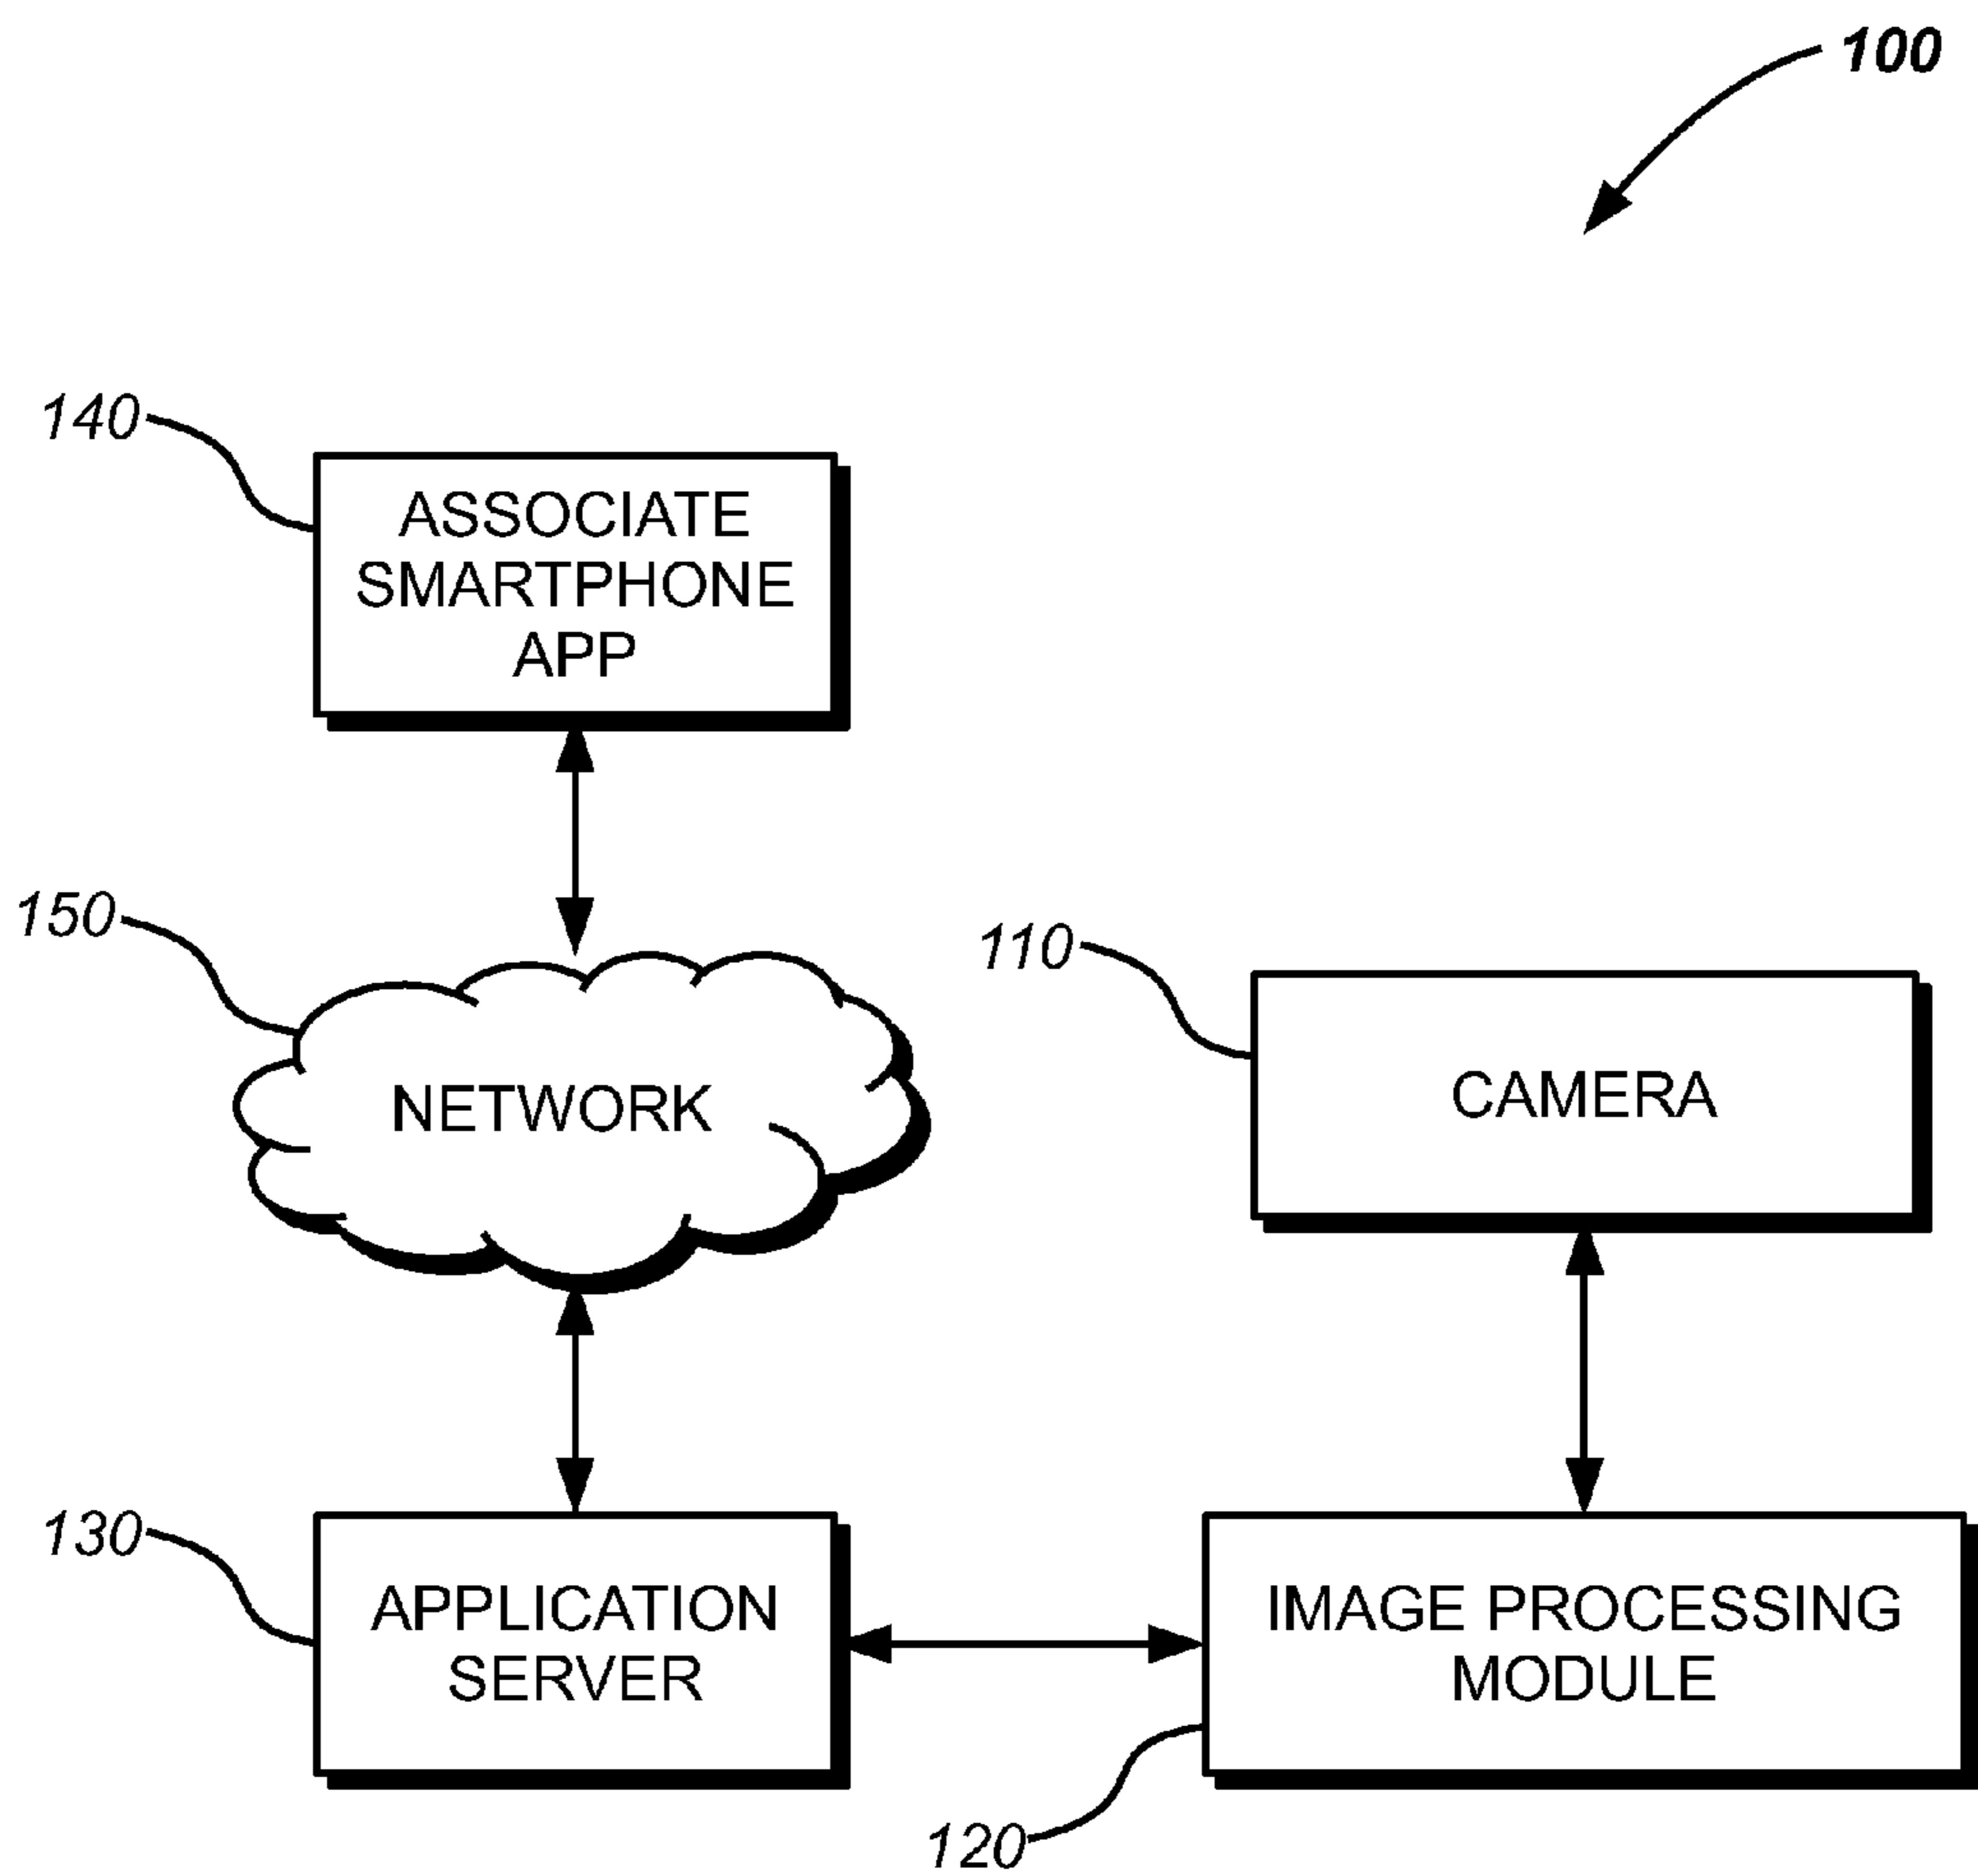 100
140
ASSOCIATE
SMARTPHONE
APP
150
NETWORK
110
CAMERA
130
APPLICATION
SERVER
IMAGE PROCESSING
MODULE
120